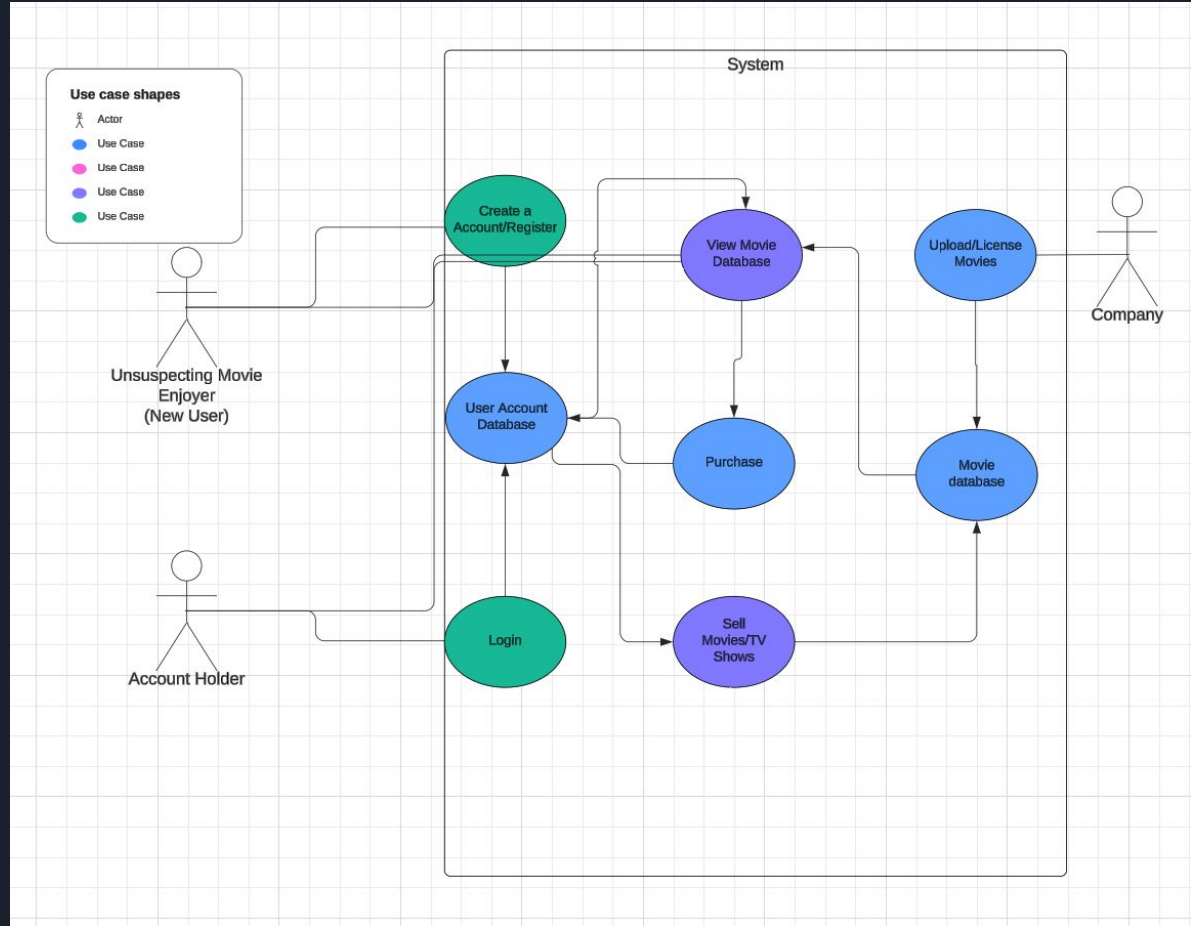 System
Use case shapes
Actor
Use Case
Use Case
Use Case
Use Case
Create a
Account/Register
View Movie
Database
Upload/License
Movies
Company
Unsuspecting Movie
Enjoyer
(New User)
User Account
Database
Purchase
Movie
database
Login
Sell
Movies/TV
Shows
Account Holder